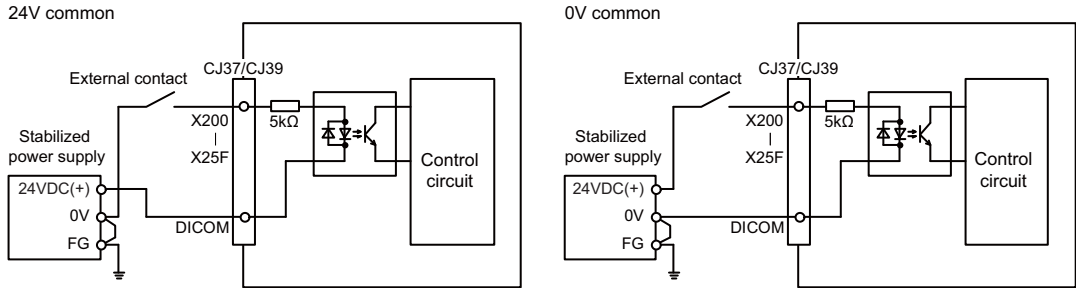 24V common
CJ37/CJ39
External contact
X200
|
X25F
5kΩ
Stabilized
power supply
24VDC(+)
0V
FG
DICOM
Control
circuit
0V common
CJ37/CJ39
External contact
X200
|
X25F
5kΩ
Stabilized
power supply
24VDC(+)
0V
FG
DICOM
Control
circuit